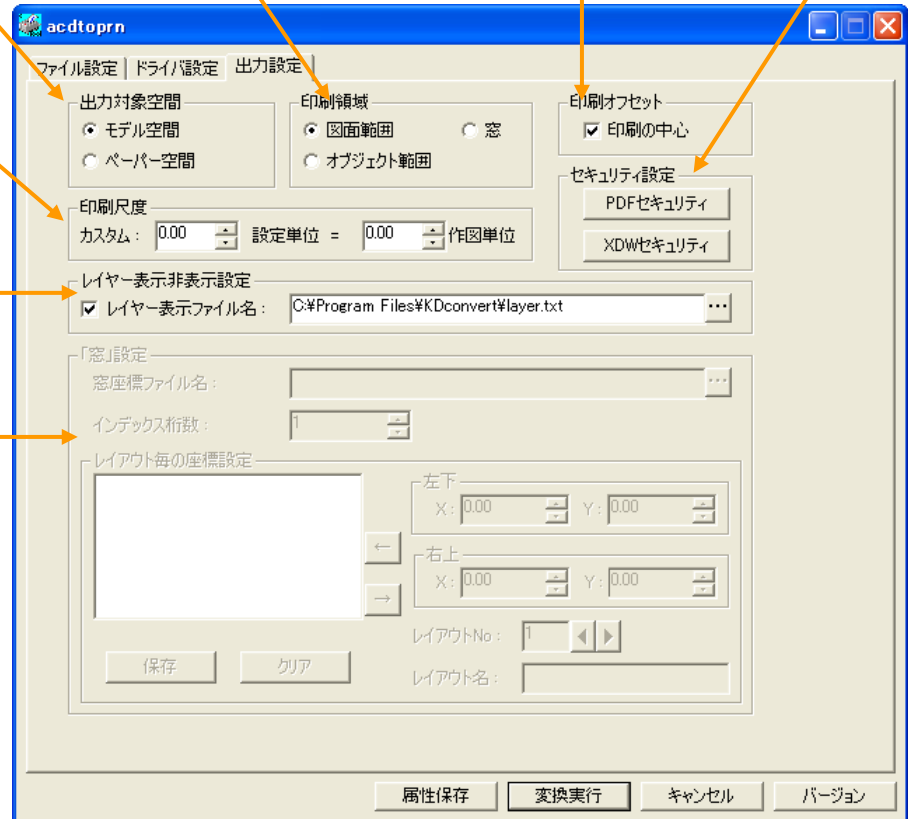 acdtoprn
ファイル設定 ドライバ設定 出力設定
出力対象空間
モデル空間
ペーパー空間
印刷領域
図面範囲 窓
オブジェクト範囲
印刷オフセット
印刷の中心
セキュリティ設定
PDFセキュリティ
XDWセキュリティ
印刷尺度
カスタム： 0.00 設定単位 = 0.00 作図単位
レイヤー表示非表示設定
レイヤー表示ファイル名： C:¥Program Files¥KDconvert¥layer.txt ...
「窓」設定
窓座標ファイル名： ...
インデックス桁数： 1
レイアウト毎の座標設定
←
→
保存 クリア
左下
X： 0.00 Y： 0.00
右上
X： 0.00 Y： 0.00
レイアウトNo： 1
レイアウト名：
属性保存 変換実行 キャンセル バージョン